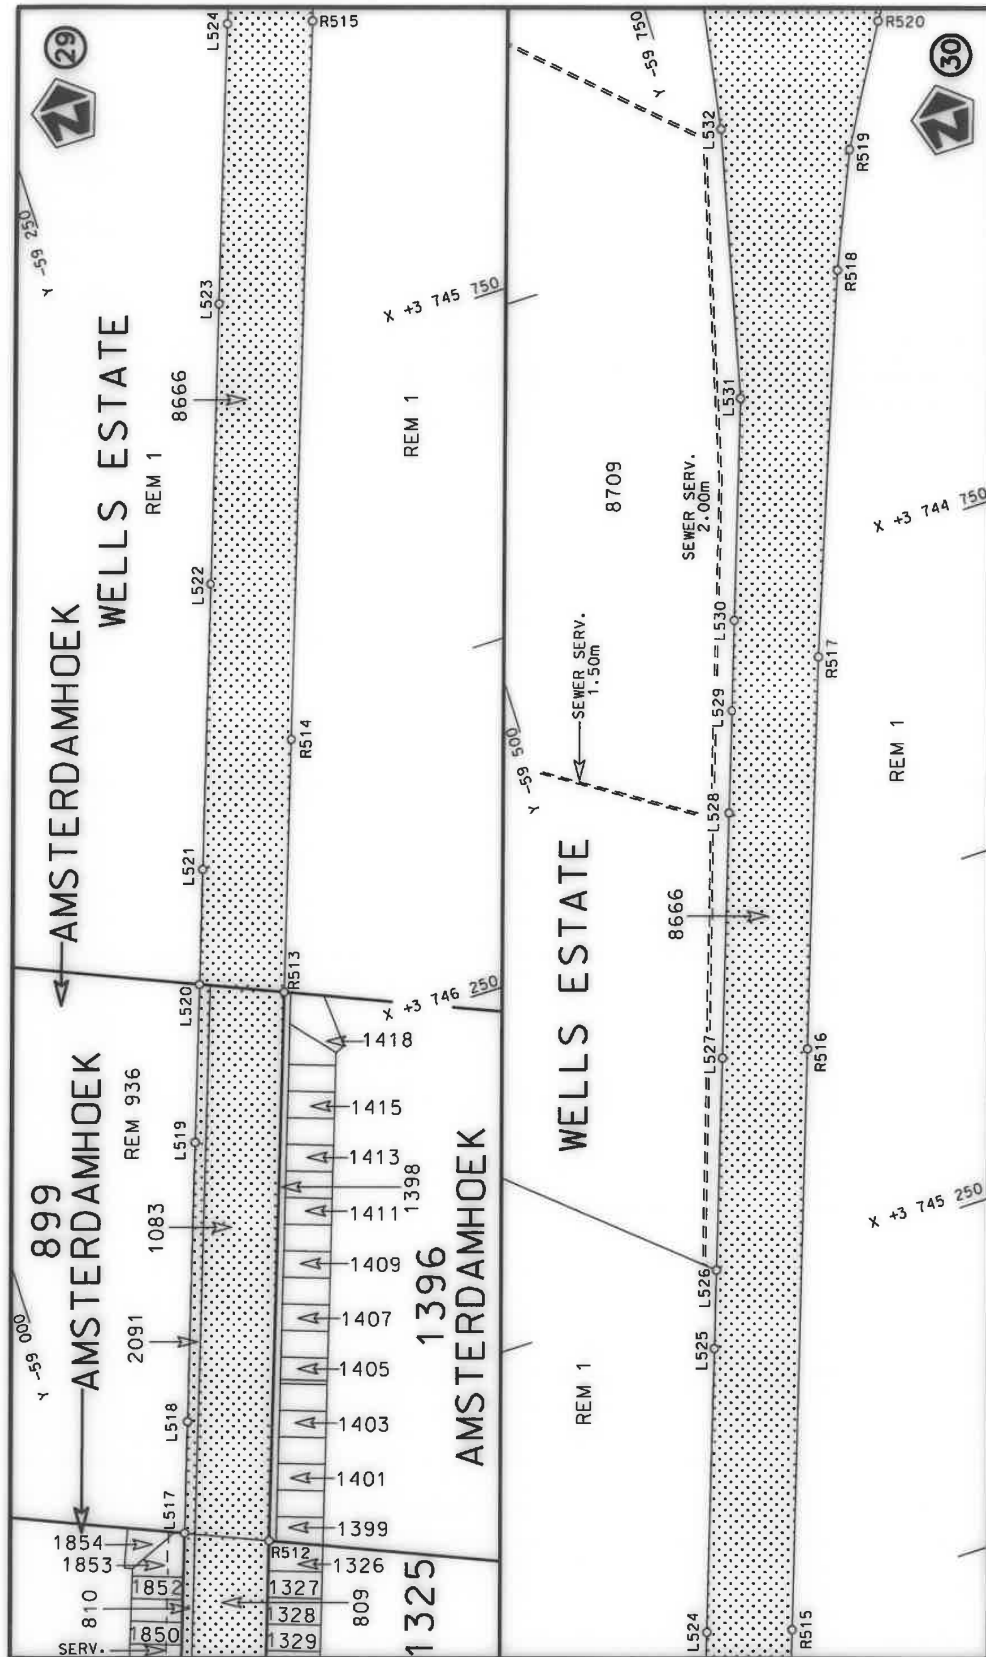 29
Z
Y -59 250
L524
R515
L523
X +3 745 750
WELLS ESTATE
REM 1
8666
REM 1
L522
AMSTERDAMHOEK
R514
L521
L520
R513
X +3 746 250
899
AMSTERDAMHOEK
REM 936
L519
1083
2091
Y -59 000
L518
L517
1418
1415
1413
1398
1411
1409
1407
1405
1403
1401
1399
1396
AMSTERDAMHOEK
R512
1854
1853
1852
810
1850
SERV.
1326
1327
1328
1329
809
1325
30
Z
Y -59 750
R520
L532
R519
R518
L531
8709
SEWER SERV.
2.00m
X +3 744 750
L530
R517
SEWER SERV.
1.50m
L529
Y -59 500
REM 1
L528
WELLS ESTATE
8666
L527
R516
X +3 745 250
L526
L525
REM 1
L524
R515